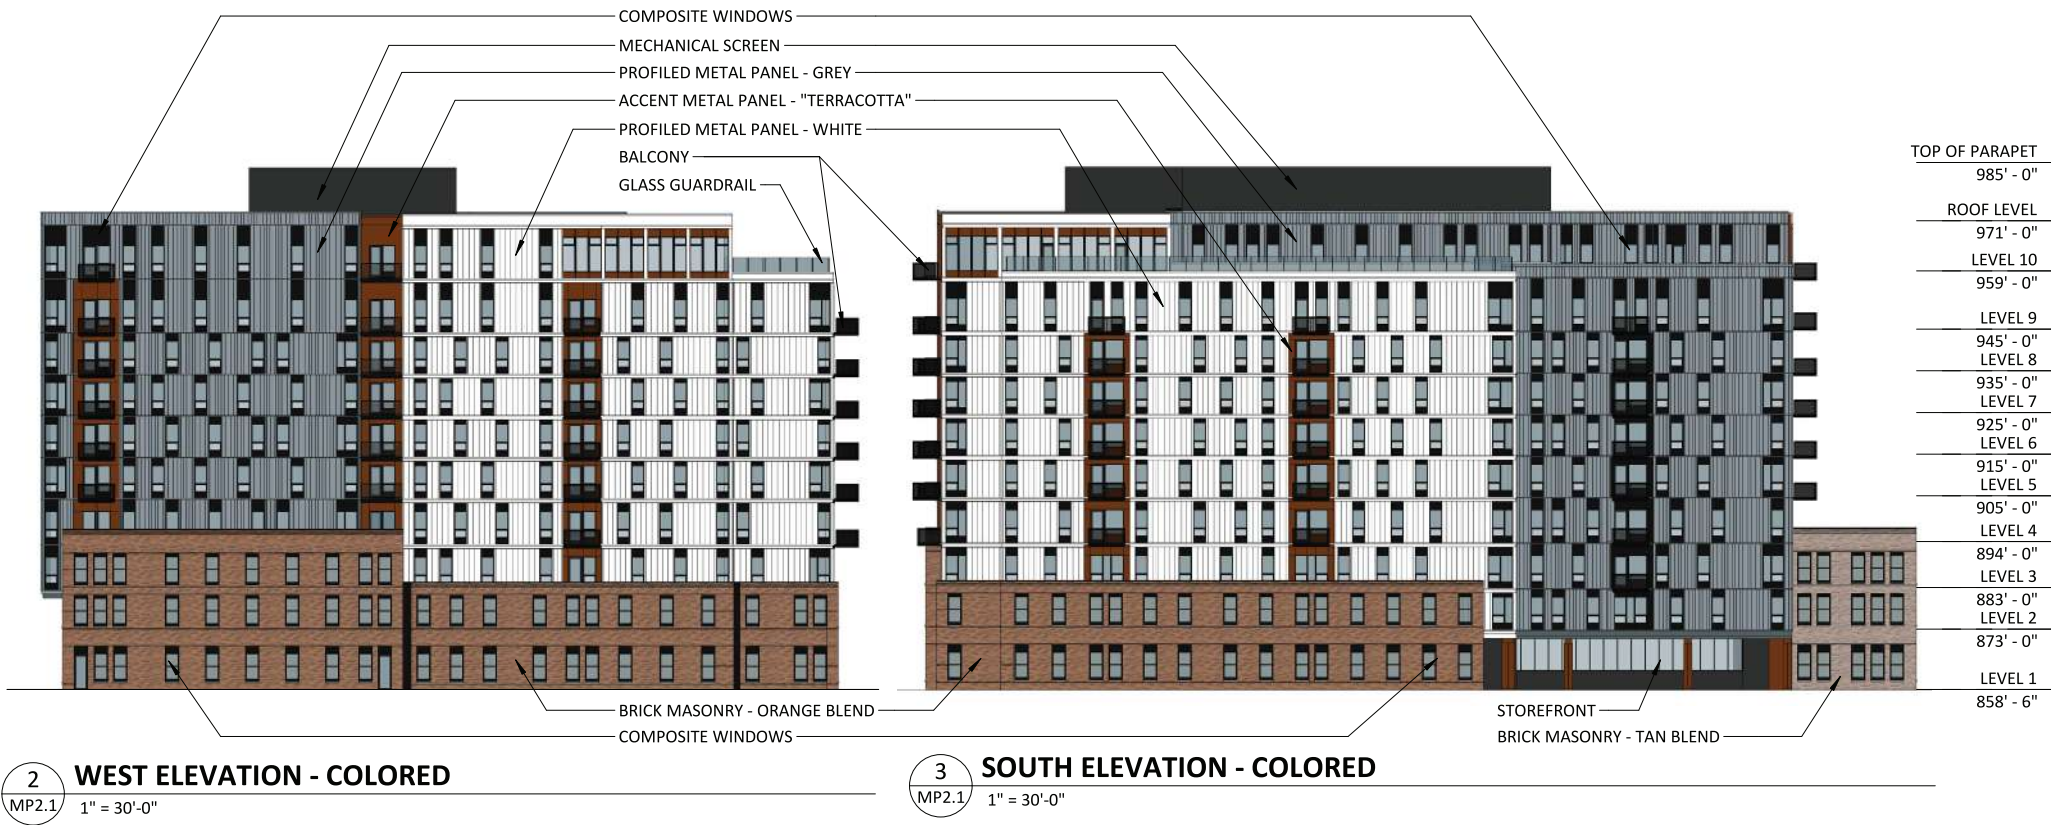 COMPOSITE WINDOWS
MECHANICAL SCREEN
PROFILED METAL PANEL - GREY
ACCENT METAL PANEL - "TERRACOTTA"
PROFILED METAL PANEL - WHITE
BALCONY
GLASS GUARDRAIL
TOP OF PARAPET
985' - 0"
ROOF LEVEL
971' - 0"
LEVEL 10
959' - 0"
LEVEL 9
945' - 0"
LEVEL 8
935' - 0"
LEVEL 7
925' - 0"
LEVEL 6
915' - 0"
LEVEL 5
905' - 0"
LEVEL 4
894' - 0"
LEVEL 3
883' - 0"
LEVEL 2
873' - 0"
LEVEL 1
858' - 6"
BRICK MASONRY - ORANGE BLEND
COMPOSITE WINDOWS
STOREFRONT
BRICK MASONRY - TAN BLEND
2
MP2.1
WEST ELEVATION - COLORED
1" = 30'-0"
3
MP2.1
SOUTH ELEVATION - COLORED
1" = 30'-0"